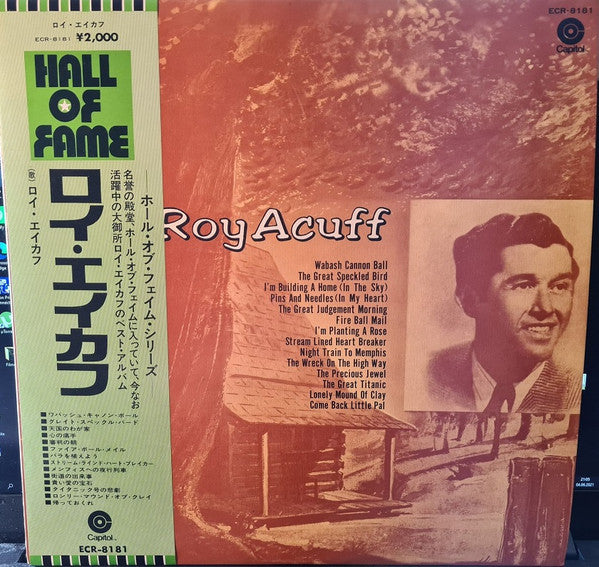 ロイ・エイカフ
ECR-8181 ¥2,000
HALL
OF
FAME
ロイ・エイカフ
(歌) ロイ・エイカフ
──ホール・オブ・フェイム・シリーズ
名誉の殿堂、ホール・オブ・フェイムに入っていて、今なお
活躍中の大御所ロイ・エイカフのベスト・アルバム
■ワバッシュ・キャノン・ボール
■グレイト・スペックルド・バード
■天国のわが家
■心の痛手
■審判の朝
■ファイア・ボール・メイル
■バラを植えよう
■ストリーム・ラインド・ハート・ブレイカー
■メンフィスへの夜行列車
■街道の出来事
■貴い愛の宝石
■タイタニック号の悲劇
■ロンリー・マウンド・オブ・クレイ
■帰っておくれ
Capitol
ECR-8181
ECR-8181
Capitol
Roy Acuff
Wabash Cannon Ball
The Great Speckled Bird
I'm Building A Home (In The Sky)
Pins And Needles (In My Heart)
The Great Judgement Morning
Fire Ball Mail
I'm Planting A Rose
Stream Lined Heart Breaker
Night Train To Memphis
The Wreck On The High Way
The Precious Jewel
The Great Titanic
Lonely Mound Of Clay
Come Back Little Pal
21:05